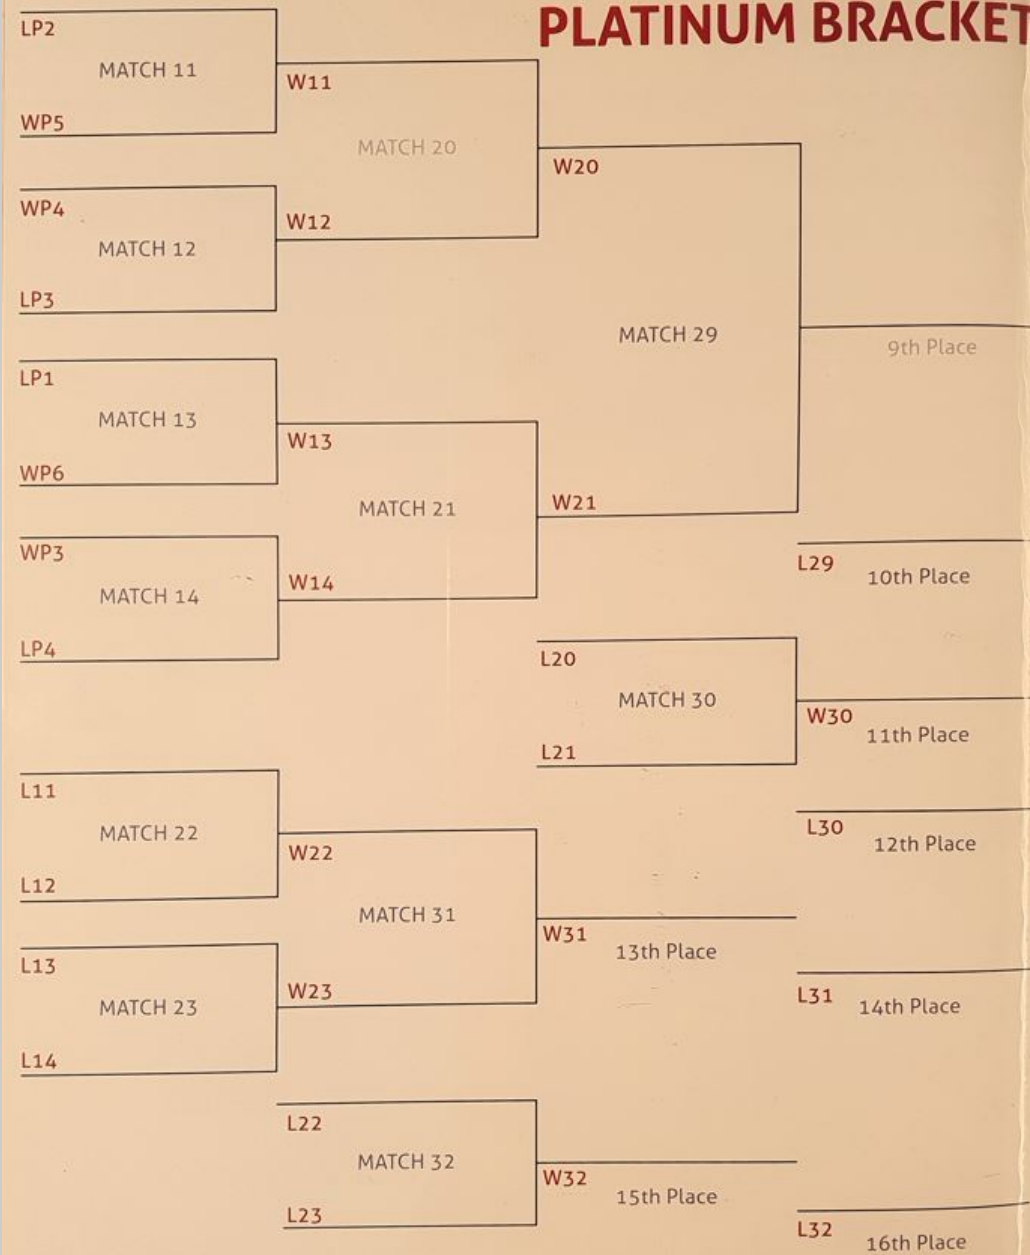 PLATINUM BRACKET
LP2
MATCH 11
WP5
W11
MATCH 20
W12
WP4
MATCH 12
LP3
W20
MATCH 29
W21
9th Place
LP1
MATCH 13
WP6
W13
MATCH 21
W14
WP3
MATCH 14
LP4
L29
10th Place
L20
MATCH 30
L21
W30
11th Place
L30
12th Place
L11
MATCH 22
L12
W22
MATCH 31
W23
L13
MATCH 23
L14
W31
13th Place
L31
14th Place
L22
MATCH 32
L23
W32
15th Place
L32
16th Place